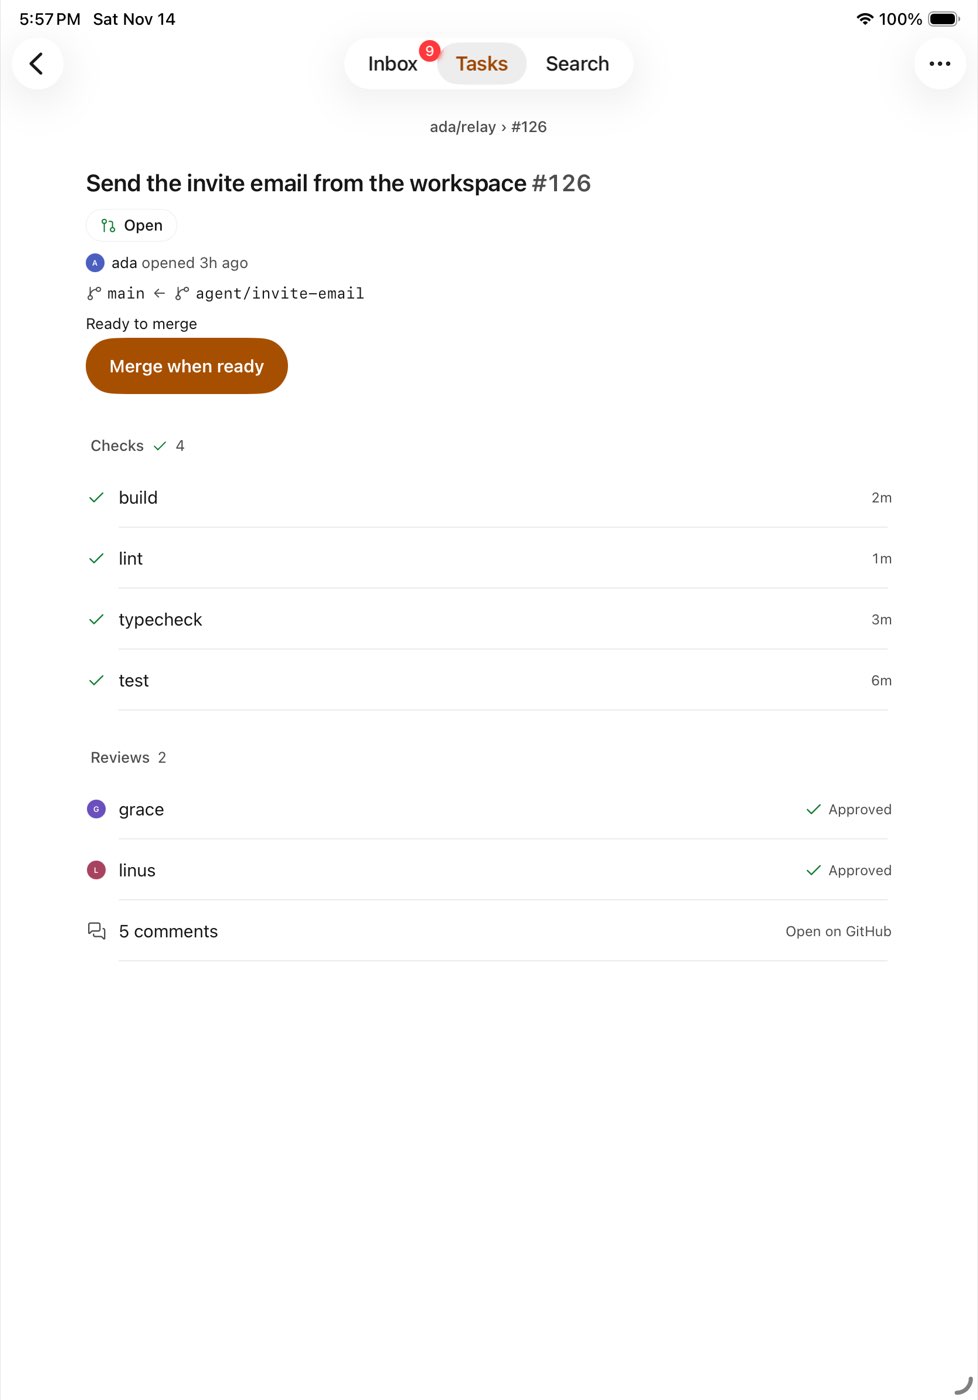 5:57 PM Sat Nov 14
100%
Inbox 9 Tasks Search
ada/relay › #126
Send the invite email from the workspace #126
Open
A ada opened 3h ago
main ← agent/invite-email
Ready to merge
Merge when ready
Checks ✓ 4
build 2m
lint 1m
typecheck 3m
test 6m
Reviews 2
G grace Approved
L linus Approved
5 comments Open on GitHub